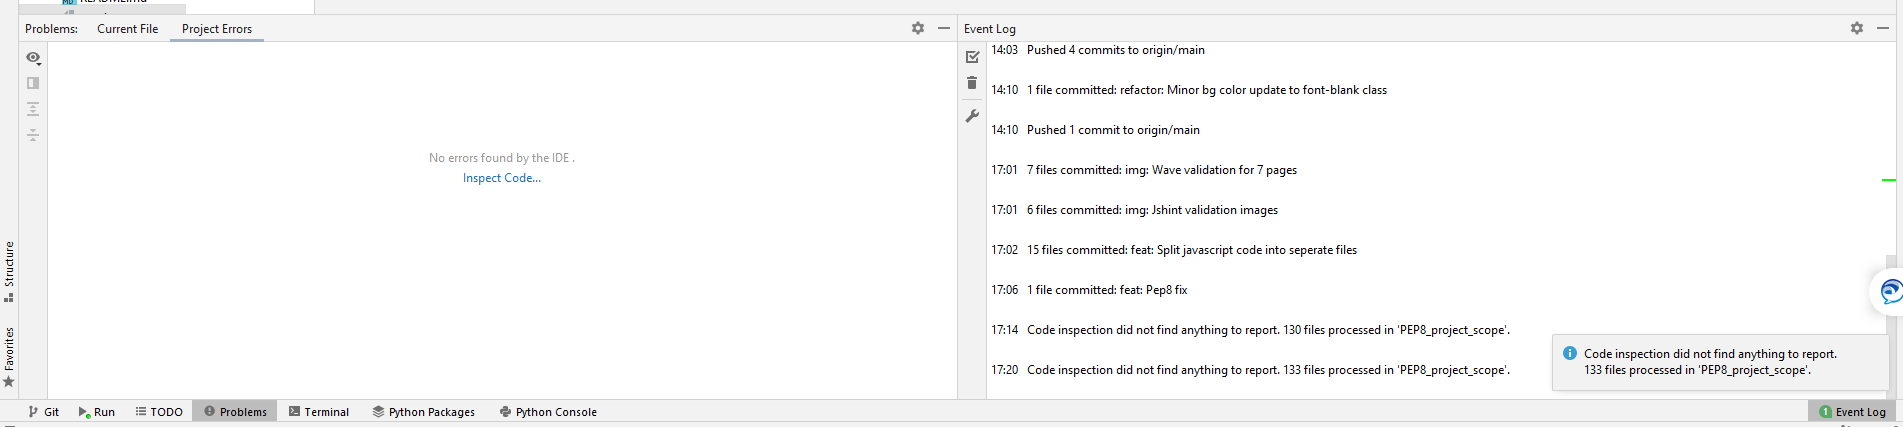 README.md
Problems: Current File Project Errors
No errors found by the IDE .
Inspect Code...
Event Log
14:03 Pushed 4 commits to origin/main
14:10 1 file committed: refactor: Minor bg color update to font-blank class
14:10 Pushed 1 commit to origin/main
17:01 7 files committed: img: Wave validation for 7 pages
17:01 6 files committed: img: Jshint validation images
17:02 15 files committed: feat: Split javascript code into seperate files
17:06 1 file committed: feat: Pep8 fix
17:14 Code inspection did not find anything to report. 130 files processed in 'PEP8_project_scope'.
17:20 Code inspection did not find anything to report. 133 files processed in 'PEP8_project_scope'.
Code inspection did not find anything to report.
133 files processed in 'PEP8_project_scope'.
Structure
Favorites
Git Run TODO Problems Terminal Python Packages Python Console 1 Event Log